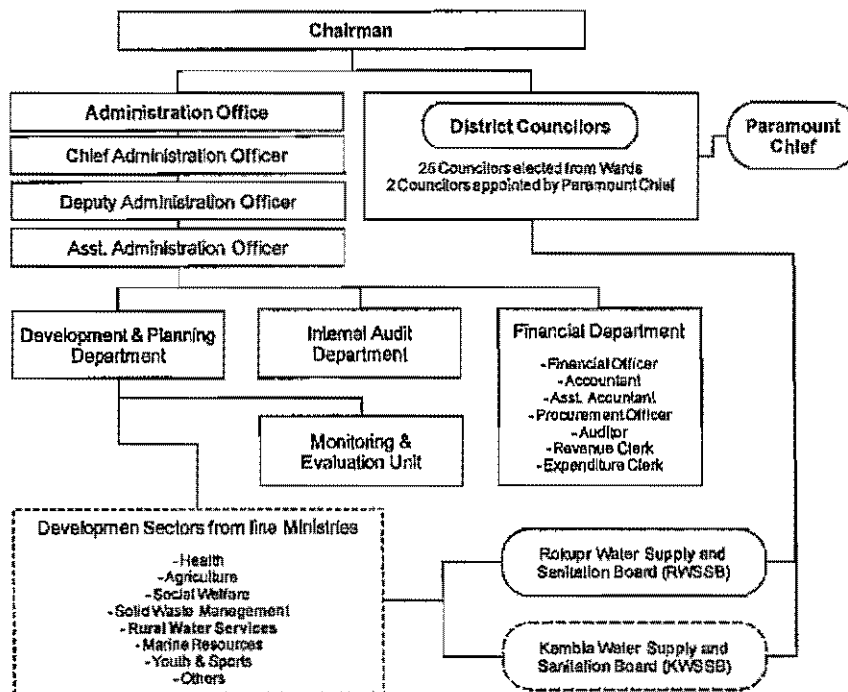 Chairman
Administration Office
Chief Administration Officer
Deputy Administration Officer
Asst. Administration Officer
District Councilors
25 Councilors elected from Wards
2 Councilors appointed by Paramount Chief
Paramount
Chief
Development & Planning
Department
Internal Audit
Department
Financial Department
-Financial Officer
-Accountant
-Asst. Accountant
-Procurement Officer
-Auditor
-Revenue Clerk
-Expenditure Clerk
Monitoring &
Evaluation Unit
Developmen Sectors from line Ministries
-Health
-Agriculture
-Social Welfare
-Solid Waste Management
-Rural Water Services
-Marine Resources
-Youth & Sports
-Others
Rokupr Water Supply and
Sanitation Board (RWSSB)
Kambia Water Supply and
Sanitation Board (KWSSB)